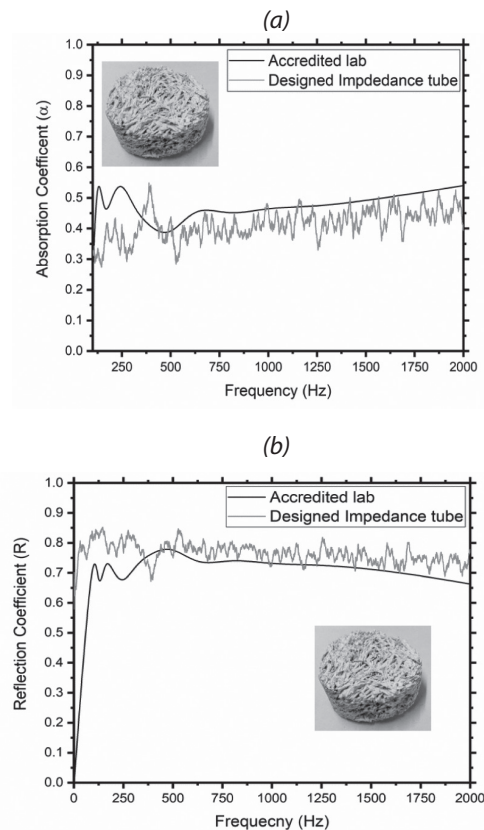 (a)
Accredited lab
Designed Impdedance tube
1.0
0.9
0.8
0.7
0.6
0.5
0.4
0.3
0.2
0.1
0.0
Absorption Coefficent (α)
250 500 750 1000 1250 1500 1750 2000
Frequency (Hz)
(b)
Accredited lab
Designed Impedance tube
1.0
0.9
0.8
0.7
0.6
0.5
0.4
0.3
0.2
0.1
0.0
Reflection Coefficient (R)
0 250 500 750 1000 1250 1500 1750 2000
Frequecny (Hz)